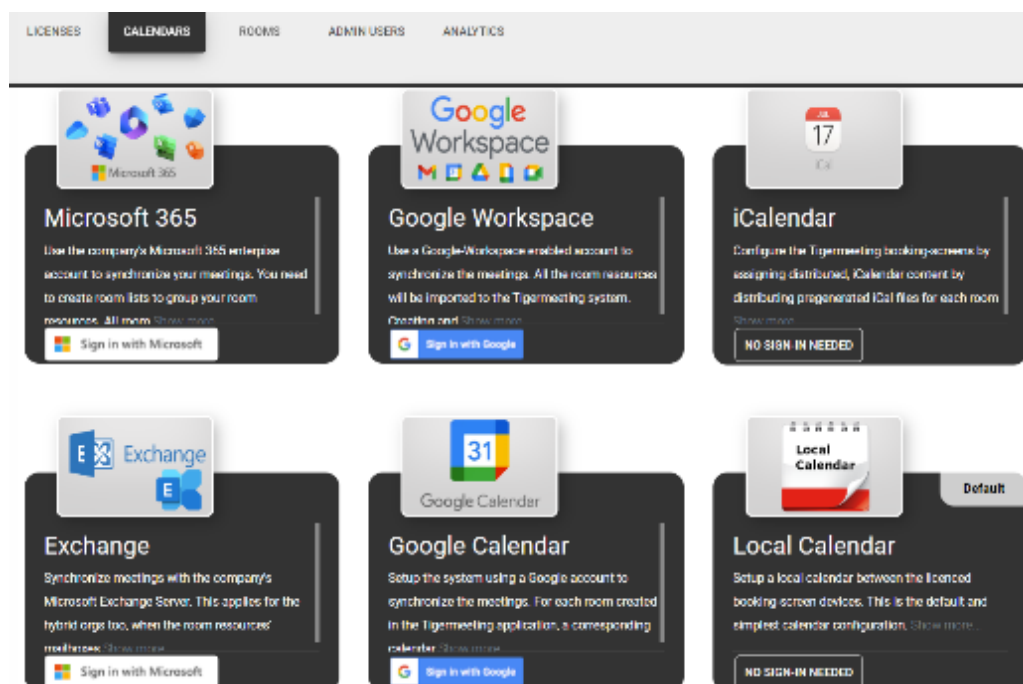 LICENSES CALENDARS ROOMS ADMIN USERS ANALYTICS
Microsoft 365
Microsoft 365
Use the company's Microsoft 365 enterpise
account to synchronize your meetings. You need
to create room lists to group your room
resources. All room Show more
Sign in with Microsoft
Google
Workspace
Google Workspace
Use a Google-Workspace enabled account to
synchronize the meetings. All the room resources
will be imported to the Tigermeeting system.
Creating and Show more
Sign in with Google
JUL
17
iCal
iCalendar
Configure the Tigermeeting booking-screens by
assigning distributed, iCalendar content by
distributing pregenerated iCal files for each room
Show more
NO SIGN-IN NEEDED
Exchange
Exchange
Synchronize meetings with the company's
Microsoft Exchange Server. This applies for the
hybrid orgs too, when the room resources'
mailboxes Show more
Sign in with Microsoft
31
Google Calendar
Google Calendar
Setup the system using a Google account to
synchronize the meetings. For each room created
in the Tigermeeting application, a corresponding
calendar Show more
Sign in with Google
Local
Calendar
Default
Local Calendar
Setup a local calendar between the licenced
booking-screen devices. This is the default and
simplest calendar configuration. Show more...
NO SIGN-IN NEEDED